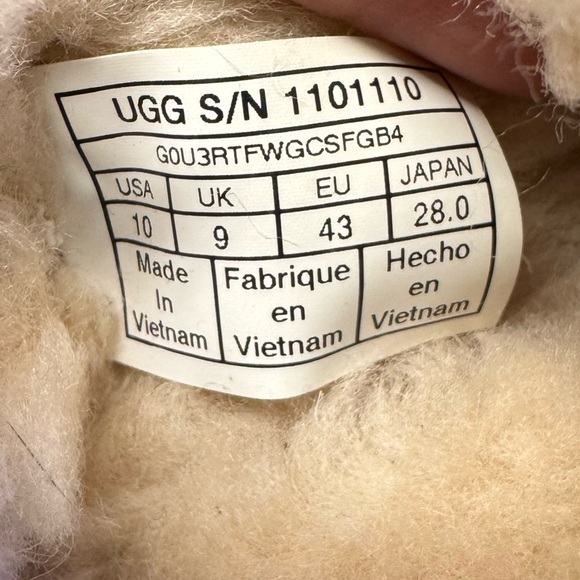 UGG S/N 1101110
G0U3RTFWGCSFGB4
USA UK EU JAPAN
10 9 43 28.0
Made In Vietnam
Fabrique en Vietnam
Hecho en Vietnam